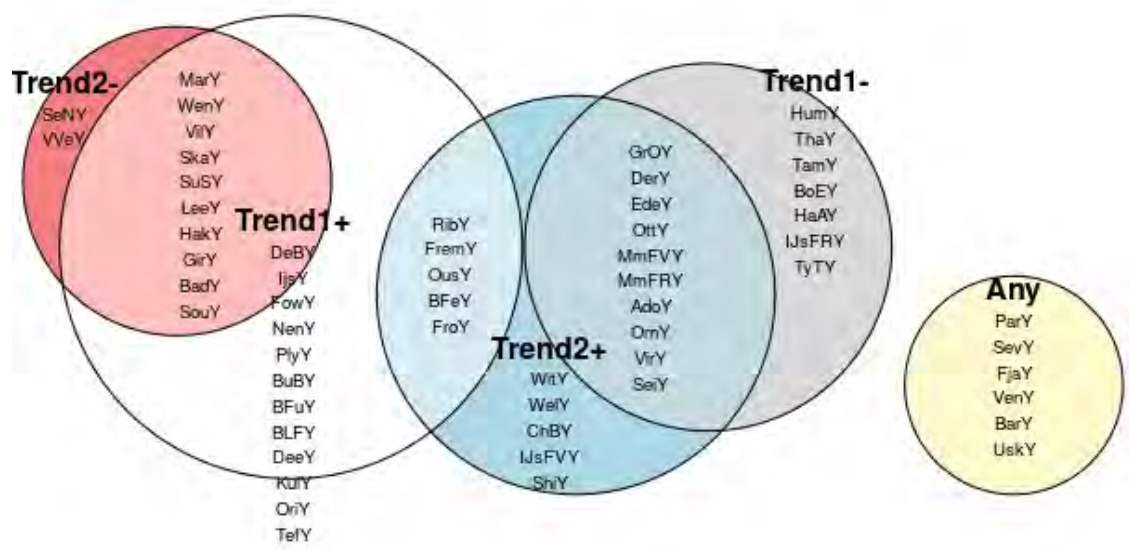 Trend2-
SeNY
VVeY
MarY
WenY
VilY
SkaY
SuSY
LeeY
HakY
GirY
BadY
SouY
Trend1+
DeBY
IjsY
FowY
NenY
PlyY
BuBY
BFuY
BLFY
DeeY
KulY
OriY
TefY
RibY
FremY
OusY
BFeY
FroY
Trend2+
WitY
WelY
ChBY
IJsFVY
ShiY
GrOY
DerY
EdeY
OttY
MmFVY
MmFRY
AdoY
OrnY
VirY
SeiY
Trend1-
HumY
ThaY
TamY
BoEY
HaAY
IJsFRY
TyTY
Any
ParY
SevY
FjaY
VenY
BarY
UskY